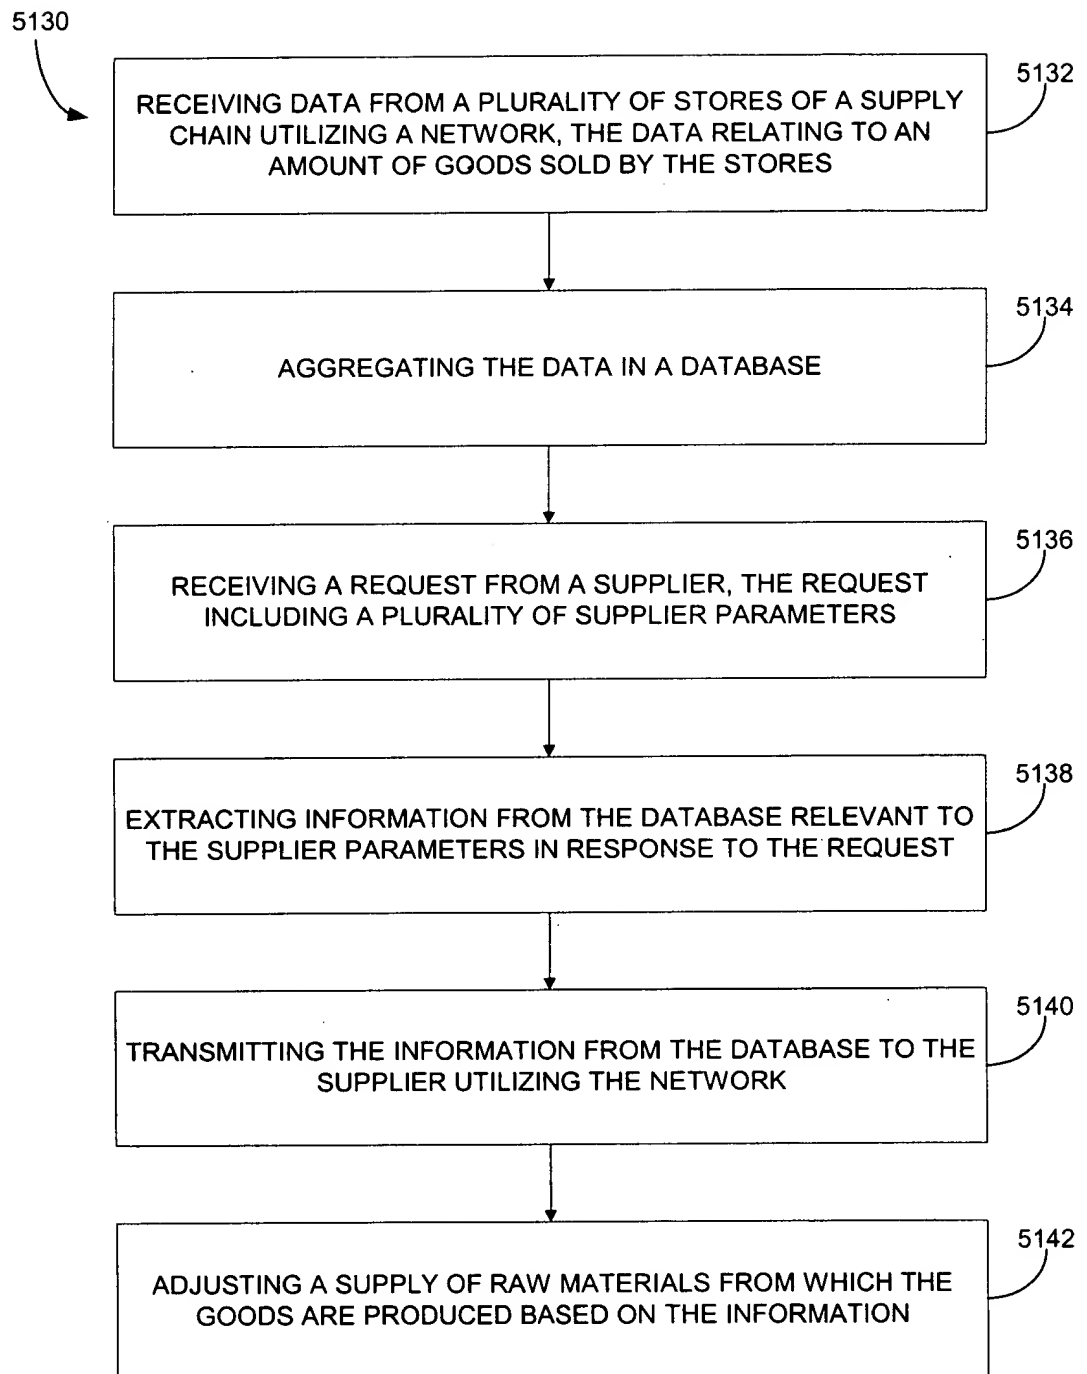 5130
5132
RECEIVING DATA FROM A PLURALITY OF STORES OF A SUPPLY
CHAIN UTILIZING A NETWORK, THE DATA RELATING TO AN
AMOUNT OF GOODS SOLD BY THE STORES
5134
AGGREGATING THE DATA IN A DATABASE
5136
RECEIVING A REQUEST FROM A SUPPLIER, THE REQUEST
INCLUDING A PLURALITY OF SUPPLIER PARAMETERS
5138
EXTRACTING INFORMATION FROM THE DATABASE RELEVANT TO
THE SUPPLIER PARAMETERS IN RESPONSE TO THE REQUEST
5140
TRANSMITTING THE INFORMATION FROM THE DATABASE TO THE
SUPPLIER UTILIZING THE NETWORK
5142
ADJUSTING A SUPPLY OF RAW MATERIALS FROM WHICH THE
GOODS ARE PRODUCED BASED ON THE INFORMATION